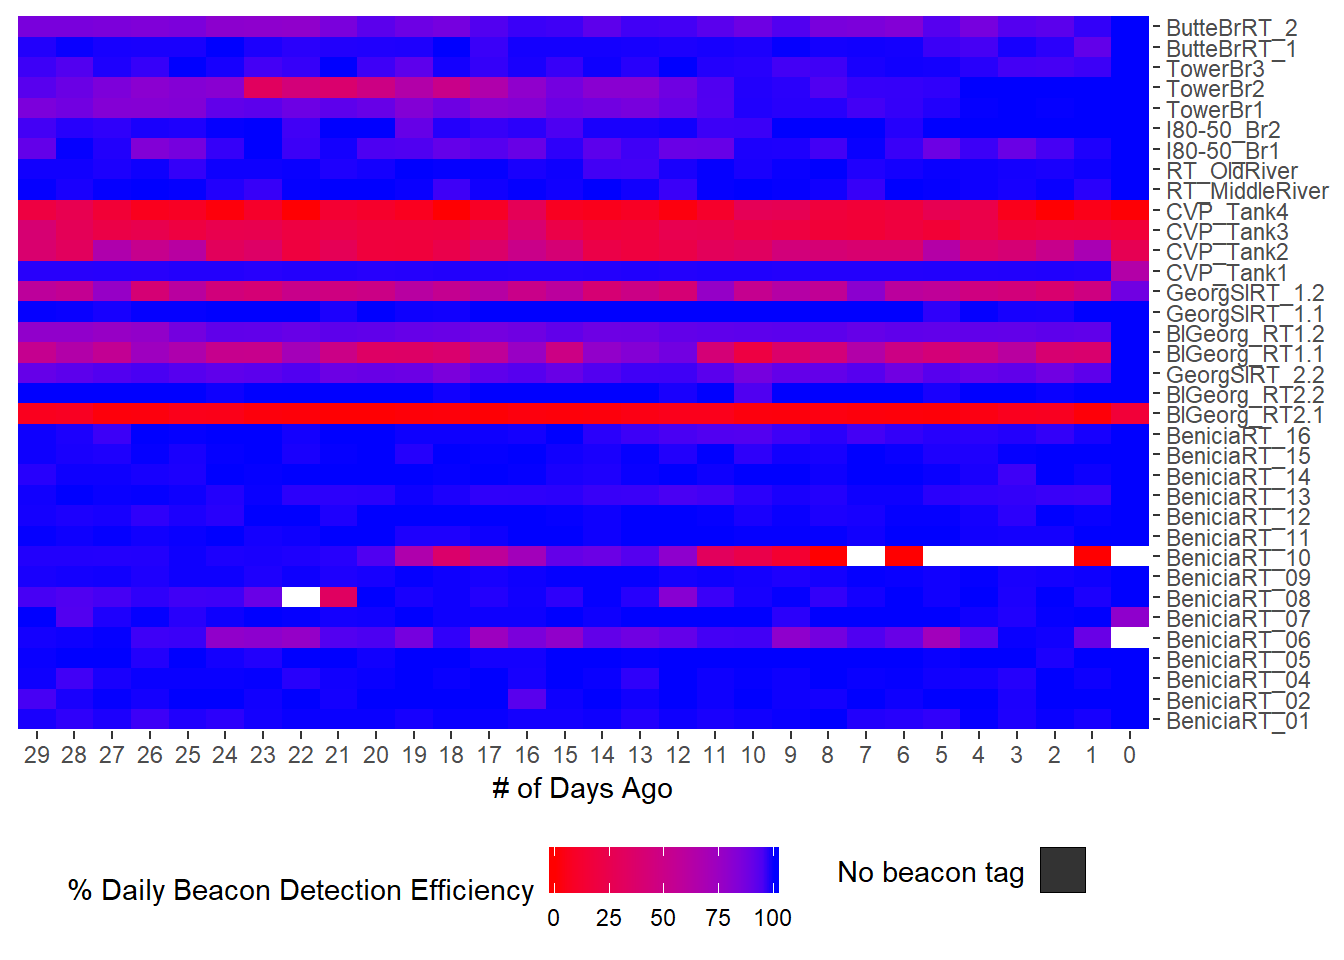 ButteBrRT_2
ButteBrRT_1
TowerBr3
TowerBr2
TowerBr1
I80-50_Br2
I80-50_Br1
RT_OldRiver
RT_MiddleRiver
CVP_Tank4
CVP_Tank3
CVP_Tank2
CVP_Tank1
GeorgSlRT_1.2
GeorgSlRT_1.1
BlGeorg_RT1.2
BlGeorg_RT1.1
GeorgSlRT_2.2
BlGeorg_RT2.2
BlGeorg_RT2.1
BeniciaRT_16
BeniciaRT_15
BeniciaRT_14
BeniciaRT_13
BeniciaRT_12
BeniciaRT_11
BeniciaRT_10
BeniciaRT_09
BeniciaRT_08
BeniciaRT_07
BeniciaRT_06
BeniciaRT_05
BeniciaRT_04
BeniciaRT_02
BeniciaRT_01
29 28 27 26 25 24 23 22 21 20 19 18 17 16 15 14 13 12 11 10 9 8 7 6 5 4 3 2 1 0
# of Days Ago
% Daily Beacon Detection Efficiency
0 25 50 75 100
No beacon tag